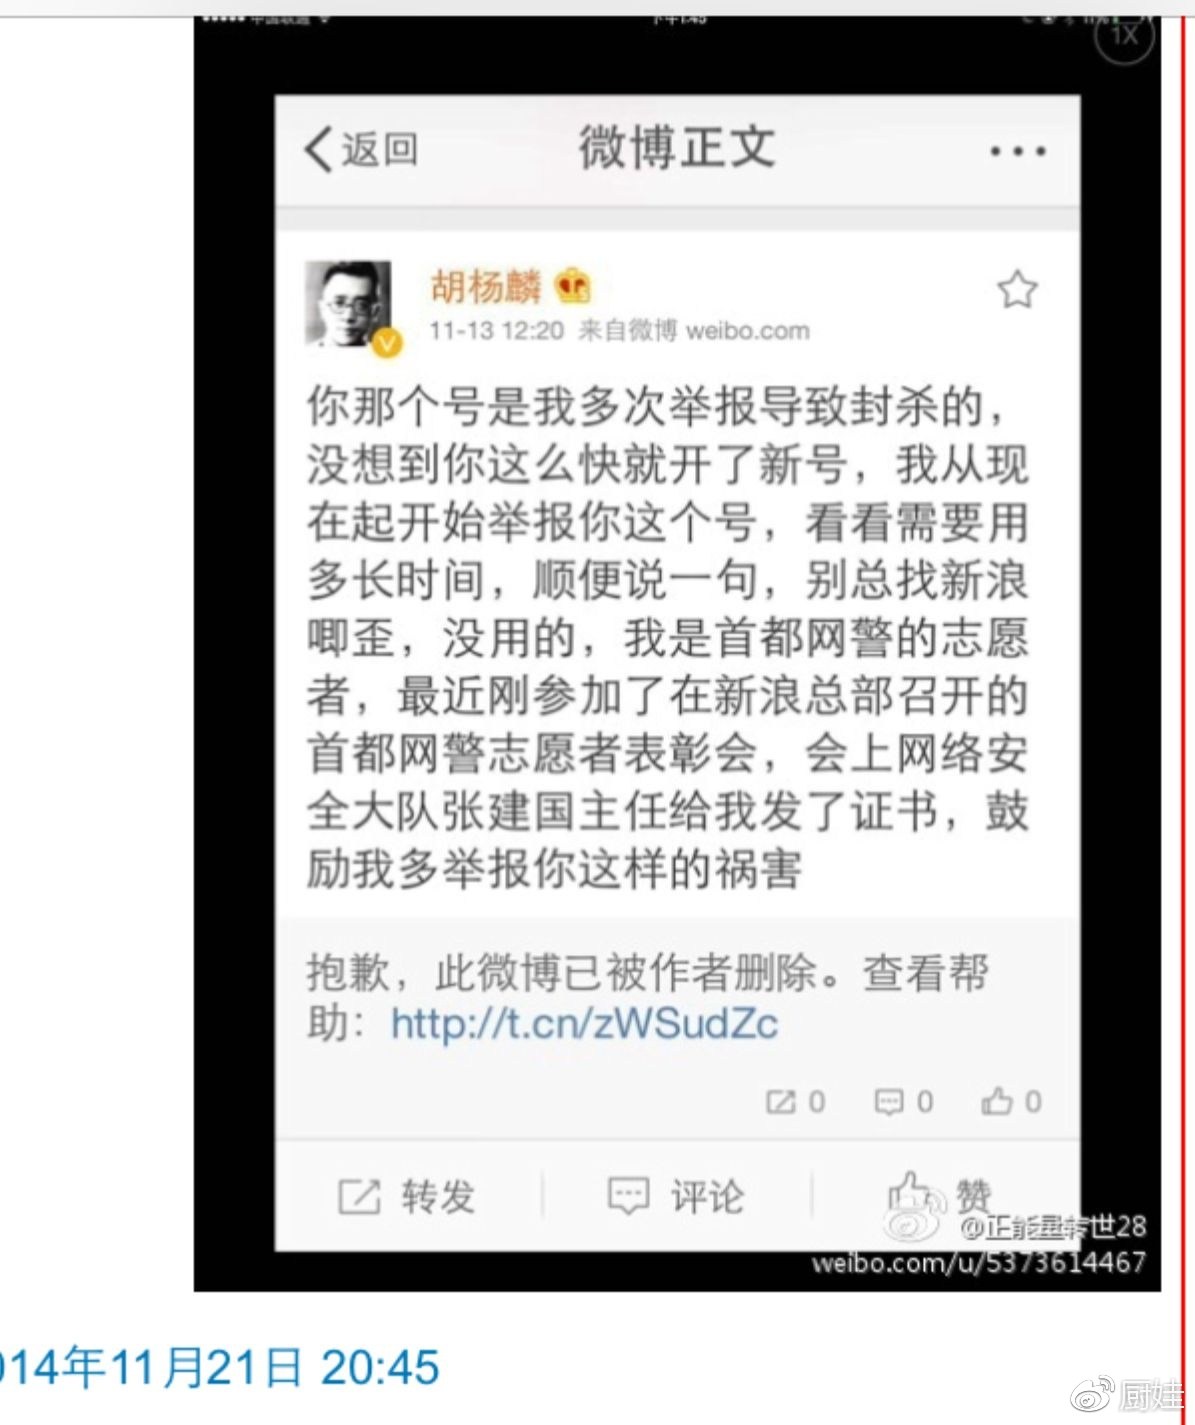 1X
返回
微博正文
胡杨麟
11-13 12:20 来自微博 weibo.com
你那个号是我多次举报导致封杀的，
没想到你这么快就开了新号，我从现
在起开始举报你这个号，看看需要用
多长时间，顺便说一句，别总找新浪
唧歪，没用的，我是首都网警的志愿
者，最近刚参加了在新浪总部召开的
首都网警志愿者表彰会，会上网络安
全大队张建国主任给我发了证书，鼓
励我多举报你这样的祸害
抱歉，此微博已被作者删除。查看帮
助：http://t.cn/zWSudZc
0 0 0
转发 评论 赞
@正能量转世28
weibo.com/u/5373614467
014年11月21日 20:45
厨娃